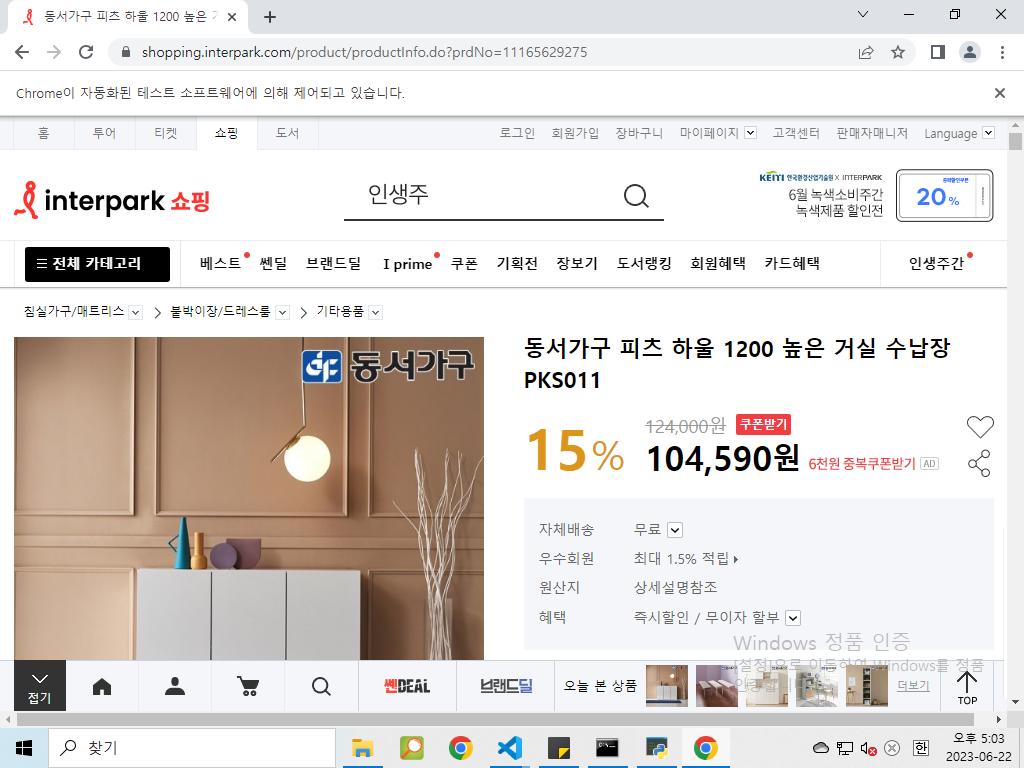 동서가구 피츠 하울 1200 높은
shopping.interpark.com/product/productInfo.do?prdNo=11165629275
Chrome이 자동화된 테스트 소프트웨어에 의해 제어되고 있습니다.
홈 투어 티켓 쇼핑 도서 로그인 회원가입 장바구니 마이페이지 고객센터 판매자매니저 Language
interpark 쇼핑
인생주
KEITI 한국환경산업기술원 X INTERPARK
6월 녹색소비주간
녹색제품 할인전
중복할인쿠폰
20%
전체 카테고리 베스트 쎈딜 브랜드딜 I prime 쿠폰 기획전 장보기 도서랭킹 회원혜택 카드혜택 인생주간
침실가구/매트리스 > 붙박이장/드레스룸 > 기타용품
동서가구
동서가구 피츠 하울 1200 높은 거실 수납장
PKS011
15%
124,000원 쿠폰받기
104,590원 6천원 중복쿠폰받기 AD
자체배송 무료
우수회원 최대 1.5% 적립
원산지 상세설명참조
혜택 즉시할인 / 무이자 할부
Windows 정품 인증
[설정]으로 이동하여 Windows를 정품
접기
쎈DEAL
브랜드딜
오늘 본 상품
더보기
TOP
찾기
한
오후 5:03
2023-06-22